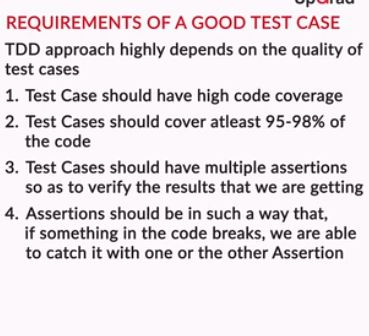 REQUIREMENTS OF A GOOD TEST CASE
TDD approach highly depends on the quality of
test cases
1. Test Case should have high code coverage
2. Test Cases should cover atleast 95-98% of
the code
3. Test Cases should have multiple assertions
so as to verify the results that we are getting
4. Assertions should be in such a way that,
if something in the code breaks, we are able
to catch it with one or the other Assertion